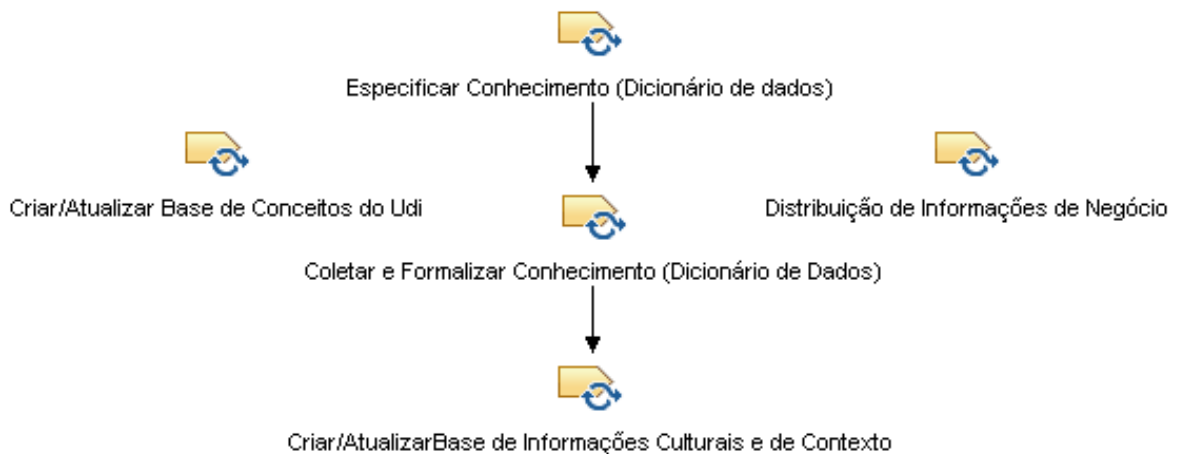 Especificar Conhecimento (Dicionário de dados)
Criar/Atualizar Base de Conceitos do Udi
Distribuição de Informações de Negócio
Coletar e Formalizar Conhecimento (Dicionário de Dados)
Criar/AtualizarBase de Informações Culturais e de Contexto